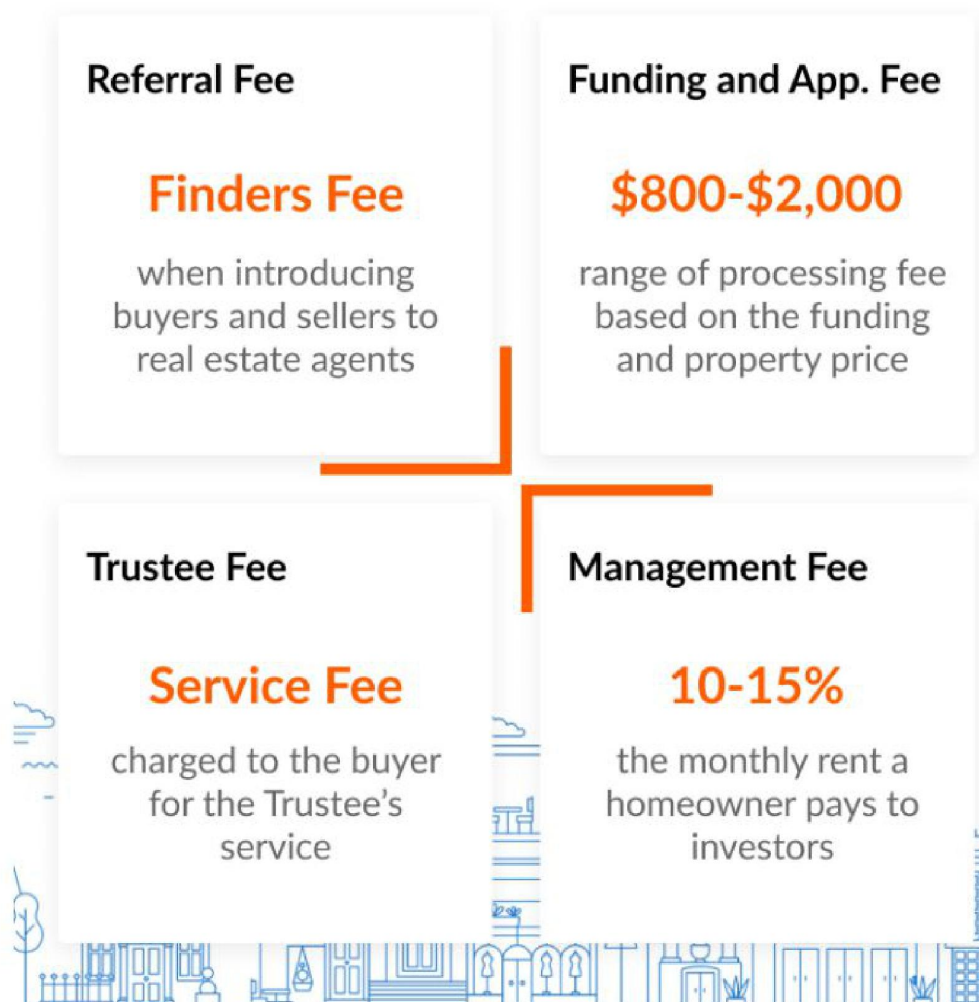 Referral Fee
Finders Fee
when introducing
buyers and sellers to
real estate agents
Funding and App. Fee
$800-$2,000
range of processing fee
based on the funding
and property price
Trustee Fee
Service Fee
charged to the buyer
for the Trustee’s
service
Management Fee
10-15%
the monthly rent a
homeowner pays to
investors